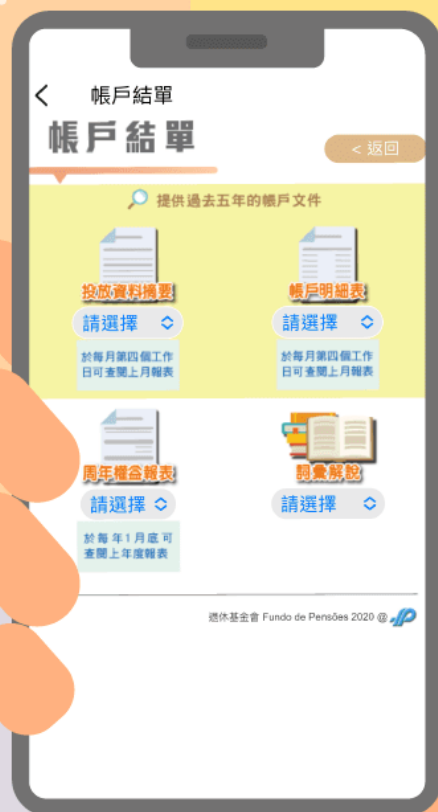 帳戶結單
帳戶結單
< 返回
提供過去五年的帳戶文件
投放資料摘要
帳戶明細表
請選擇
請選擇
於每月第四個工作
日可查閱上月報表
於每月第四個工作
日可查閱上月報表
周年權益報表
詞彙解說
請選擇
請選擇
於每年1月底可
查閱上年度報表
退休基金會 Fundo de Pensões 2020 @